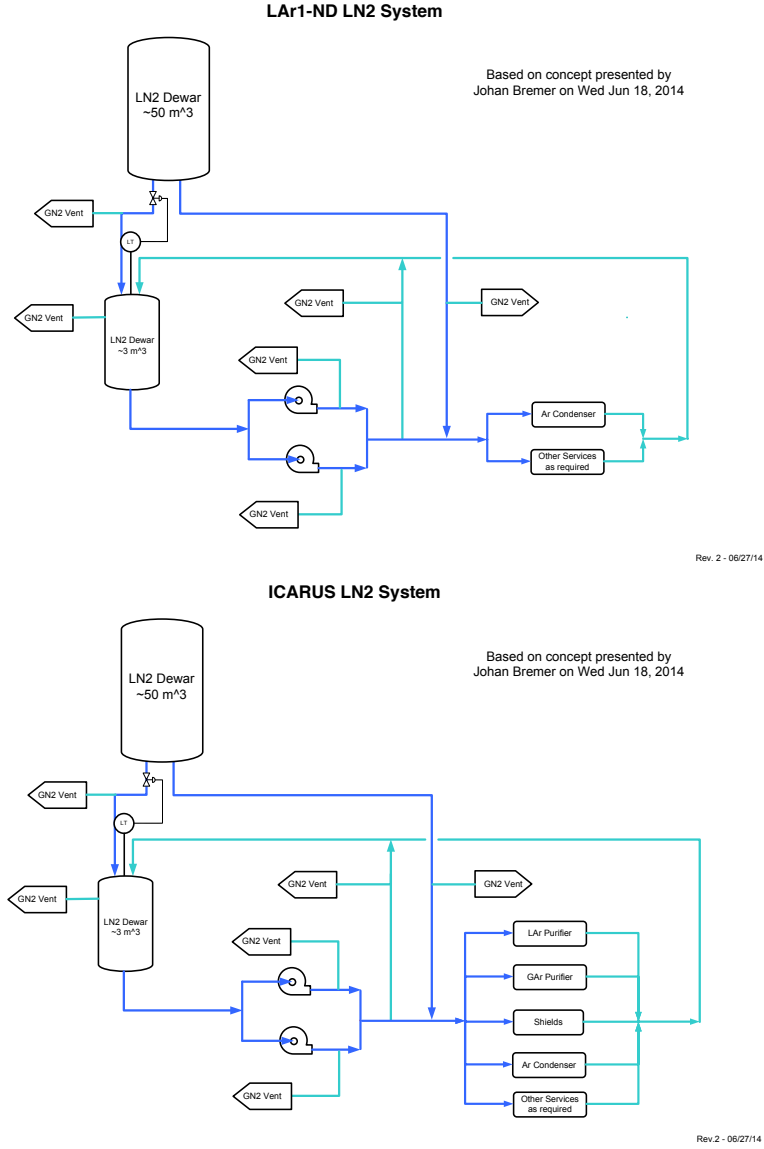 LAr1-ND LN2 System
Based on concept presented by
Johan Bremer on Wed Jun 18, 2014
LN2 Dewar
~50 m^3
GN2 Vent
LT
GN2 Vent
GN2 Vent
GN2 Vent
LN2 Dewar
~3 m^3
GN2 Vent
Ar Condenser
Other Services
as required
GN2 Vent
Rev. 2 - 06/27/14
ICARUS LN2 System
Based on concept presented by
Johan Bremer on Wed Jun 18, 2014
LN2 Dewar
~50 m^3
GN2 Vent
LT
GN2 Vent
GN2 Vent
GN2 Vent
LN2 Dewar
~3 m^3
GN2 Vent
LAr Purifier
GAr Purifier
Shields
Ar Condenser
GN2 Vent
Other Services
as required
Rev.2 - 06/27/14